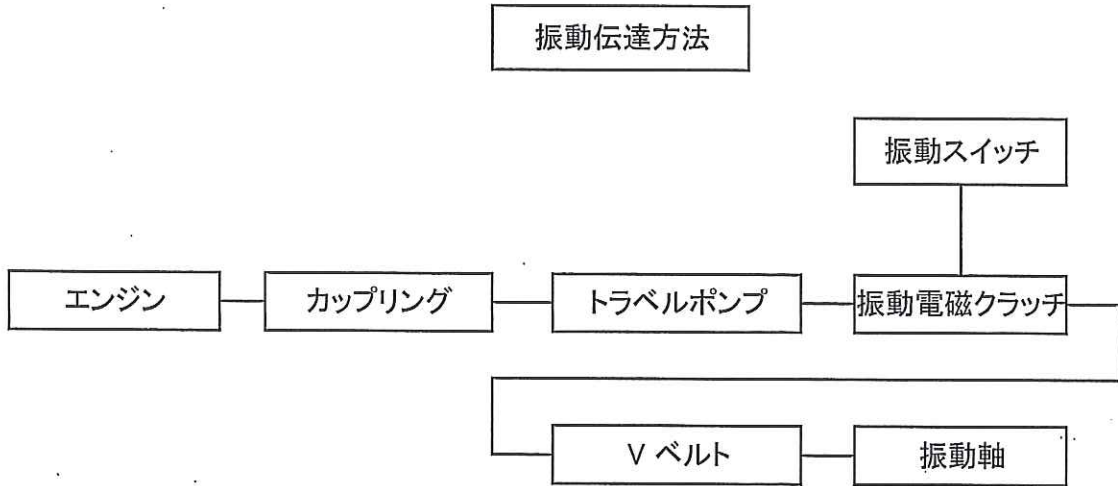 振動伝達方法
振動スイッチ
エンジン
カップリング
トラベルポンプ
振動電磁クラッチ
V ベルト
振動軸